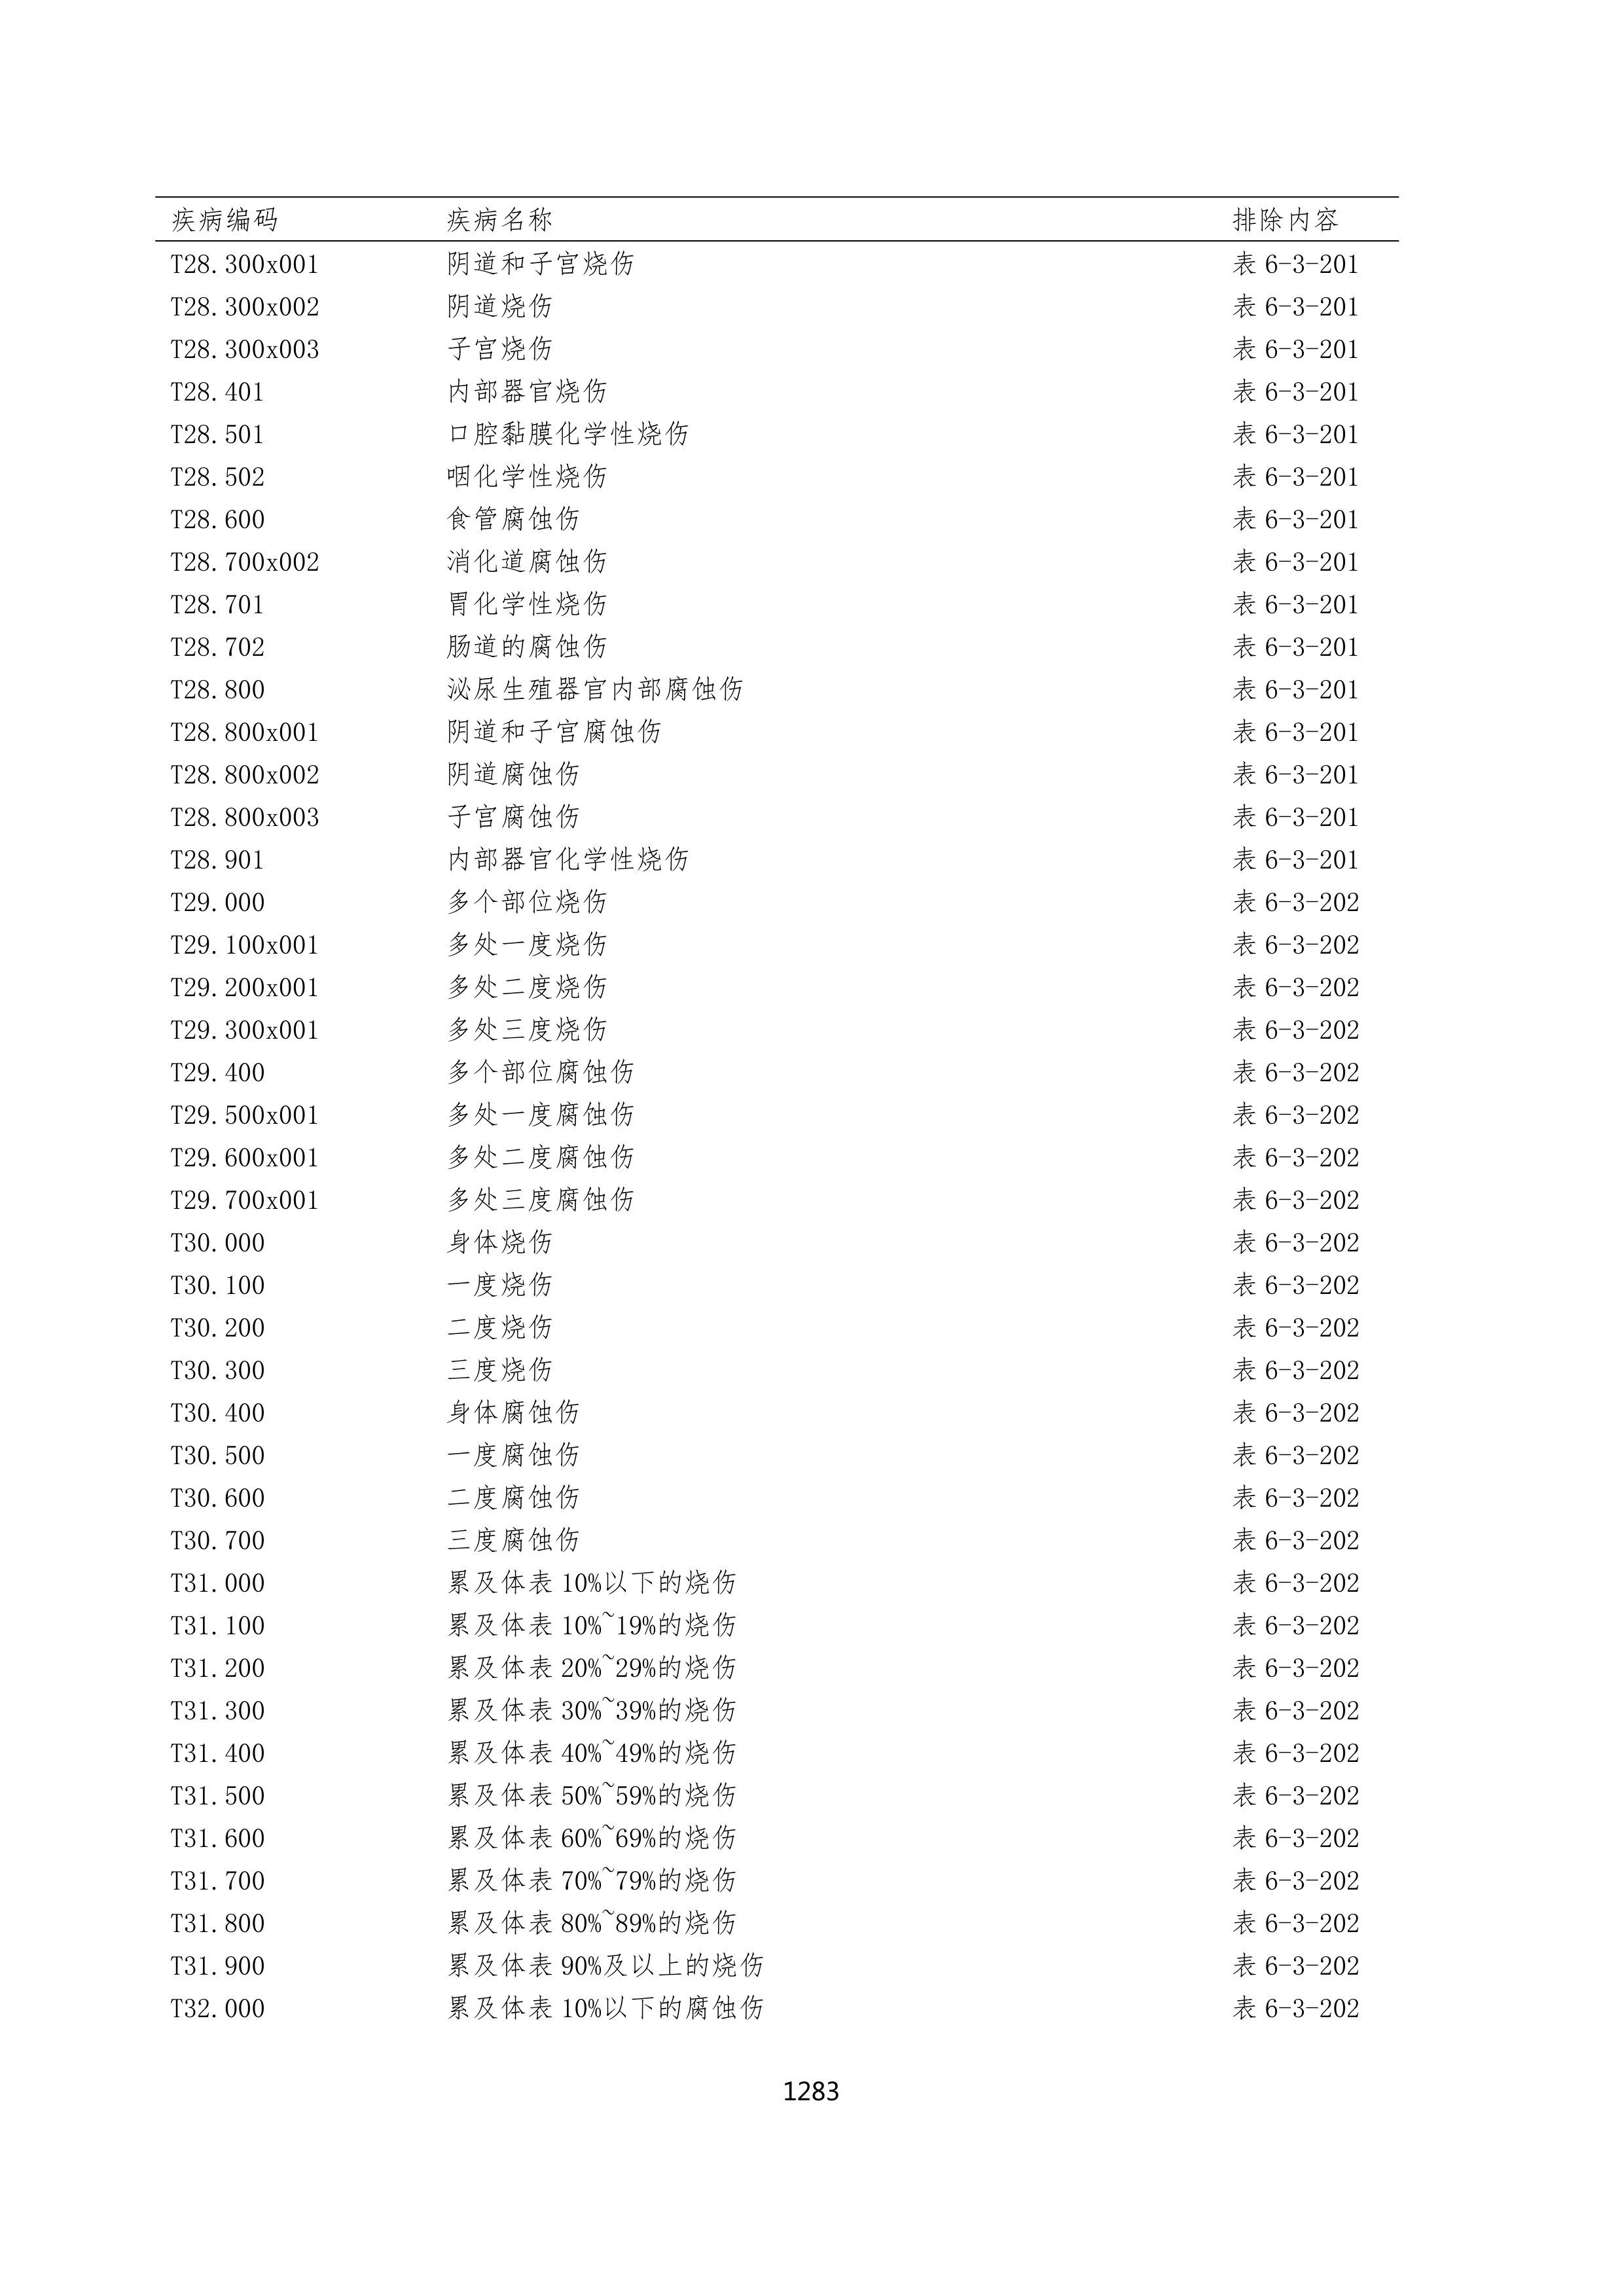 疾病编码 疾病名称 排除内容
T28.300x001 阴道和子宫烧伤 表 6-3-201
T28.300x002 阴道烧伤 表 6-3-201
T28.300x003 子宫烧伤 表 6-3-201
T28.401 内部器官烧伤 表 6-3-201
T28.501 口腔黏膜化学性烧伤 表 6-3-201
T28.502 咽化学性烧伤 表 6-3-201
T28.600 食管腐蚀伤 表 6-3-201
T28.700x002 消化道腐蚀伤 表 6-3-201
T28.701 胃化学性烧伤 表 6-3-201
T28.702 肠道的腐蚀伤 表 6-3-201
T28.800 泌尿生殖器官内部腐蚀伤 表 6-3-201
T28.800x001 阴道和子宫腐蚀伤 表 6-3-201
T28.800x002 阴道腐蚀伤 表 6-3-201
T28.800x003 子宫腐蚀伤 表 6-3-201
T28.901 内部器官化学性烧伤 表 6-3-201
T29.000 多个部位烧伤 表 6-3-202
T29.100x001 多处一度烧伤 表 6-3-202
T29.200x001 多处二度烧伤 表 6-3-202
T29.300x001 多处三度烧伤 表 6-3-202
T29.400 多个部位腐蚀伤 表 6-3-202
T29.500x001 多处一度腐蚀伤 表 6-3-202
T29.600x001 多处二度腐蚀伤 表 6-3-202
T29.700x001 多处三度腐蚀伤 表 6-3-202
T30.000 身体烧伤 表 6-3-202
T30.100 一度烧伤 表 6-3-202
T30.200 二度烧伤 表 6-3-202
T30.300 三度烧伤 表 6-3-202
T30.400 身体腐蚀伤 表 6-3-202
T30.500 一度腐蚀伤 表 6-3-202
T30.600 二度腐蚀伤 表 6-3-202
T30.700 三度腐蚀伤 表 6-3-202
T31.000 累及体表 10%以下的烧伤 表 6-3-202
T31.100 累及体表 10%~19%的烧伤 表 6-3-202
T31.200 累及体表 20%~29%的烧伤 表 6-3-202
T31.300 累及体表 30%~39%的烧伤 表 6-3-202
T31.400 累及体表 40%~49%的烧伤 表 6-3-202
T31.500 累及体表 50%~59%的烧伤 表 6-3-202
T31.600 累及体表 60%~69%的烧伤 表 6-3-202
T31.700 累及体表 70%~79%的烧伤 表 6-3-202
T31.800 累及体表 80%~89%的烧伤 表 6-3-202
T31.900 累及体表 90%及以上的烧伤 表 6-3-202
T32.000 累及体表 10%以下的腐蚀伤 表 6-3-202
1283